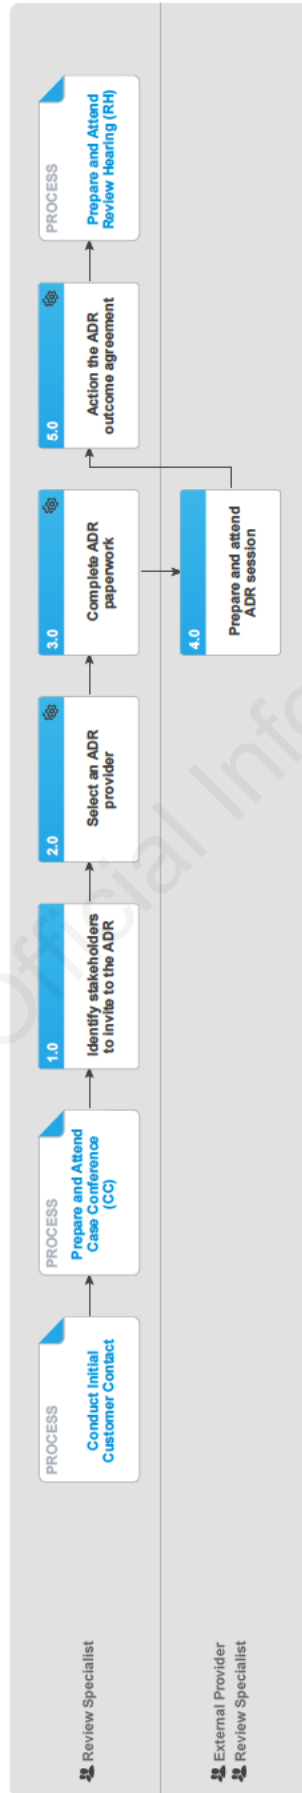 Review Specialist
PROCESS
Conduct Initial
Customer Contact
PROCESS
Prepare and Attend
Case Conference
(CC)
1.0
Identify stakeholders
to invite to the ADR
2.0
Select an ADR
provider
3.0
Complete ADR
paperwork
5.0
Action the ADR
outcome agreement
PROCESS
Prepare and Attend
Review Hearing (RH)
External Provider
Review Specialist
4.0
Prepare and attend
ADR session
Official